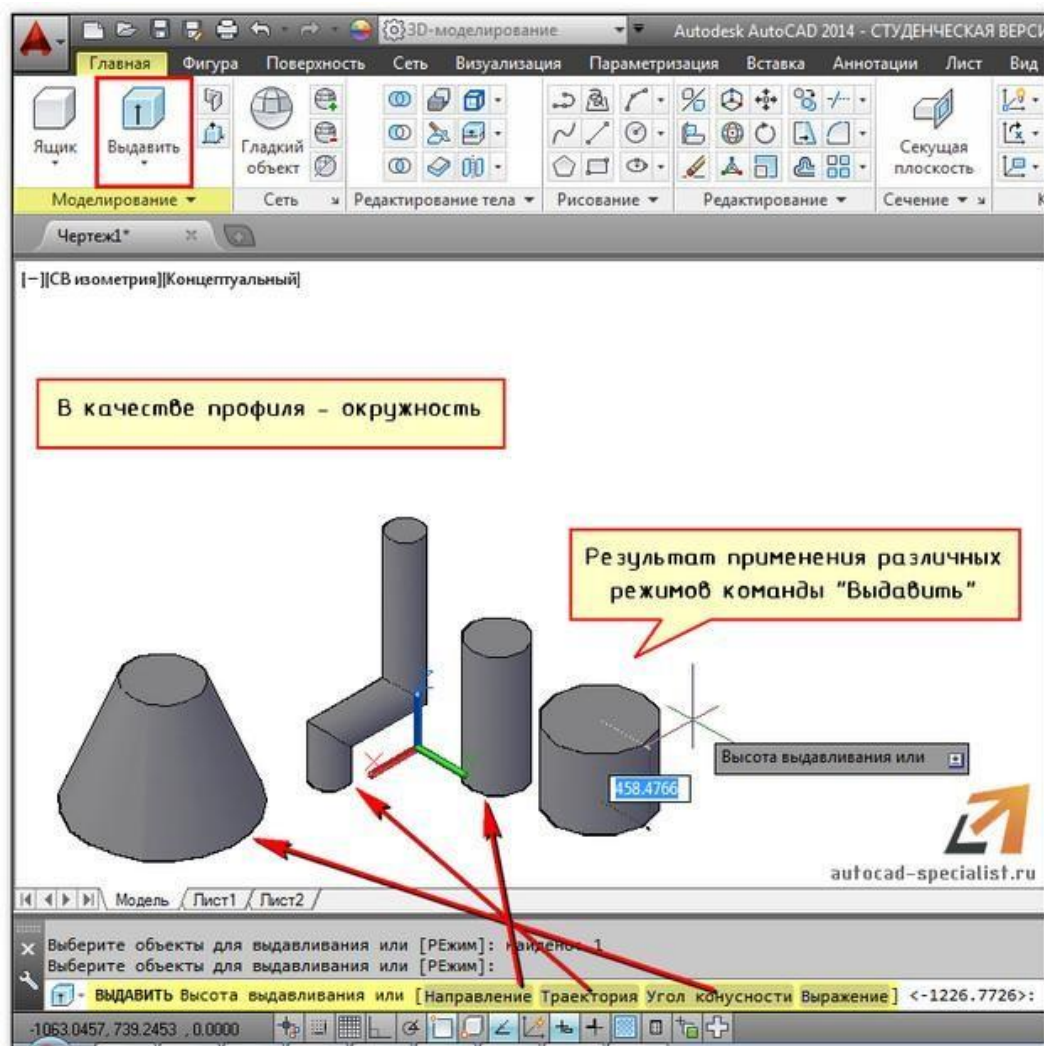 3D-моделирование
Autodesk AutoCAD 2014 - СТУДЕНЧЕСКАЯ ВЕРСИ
Главная Фигура Поверхность Сеть Визуализация Параметризация Вставка Аннотации Лист Вид
Ящик
Выдавить
Гладкий
объект
Секущая
плоскость
Моделирование Сеть Редактирование тела Рисование Редактирование Сечение К
Чертеж1*
[−][СВ изометрия][Концептуальный]
В качестве профиля - окружность
Результат применения различных
режимов команды "Выдавить"
Высота выдавливания или
458.4766
autocad-specialist.ru
Модель Лист1 Лист2
Выберите объекты для выдавливания или [РЕжим]: найдено: 1
Выберите объекты для выдавливания или [РЕжим]:
ВЫДАВИТЬ Высота выдавливания или [Направление Траектория Угол конусности Выражение] <-1226.7726>:
-1063.0457, 739.2453 , 0.0000